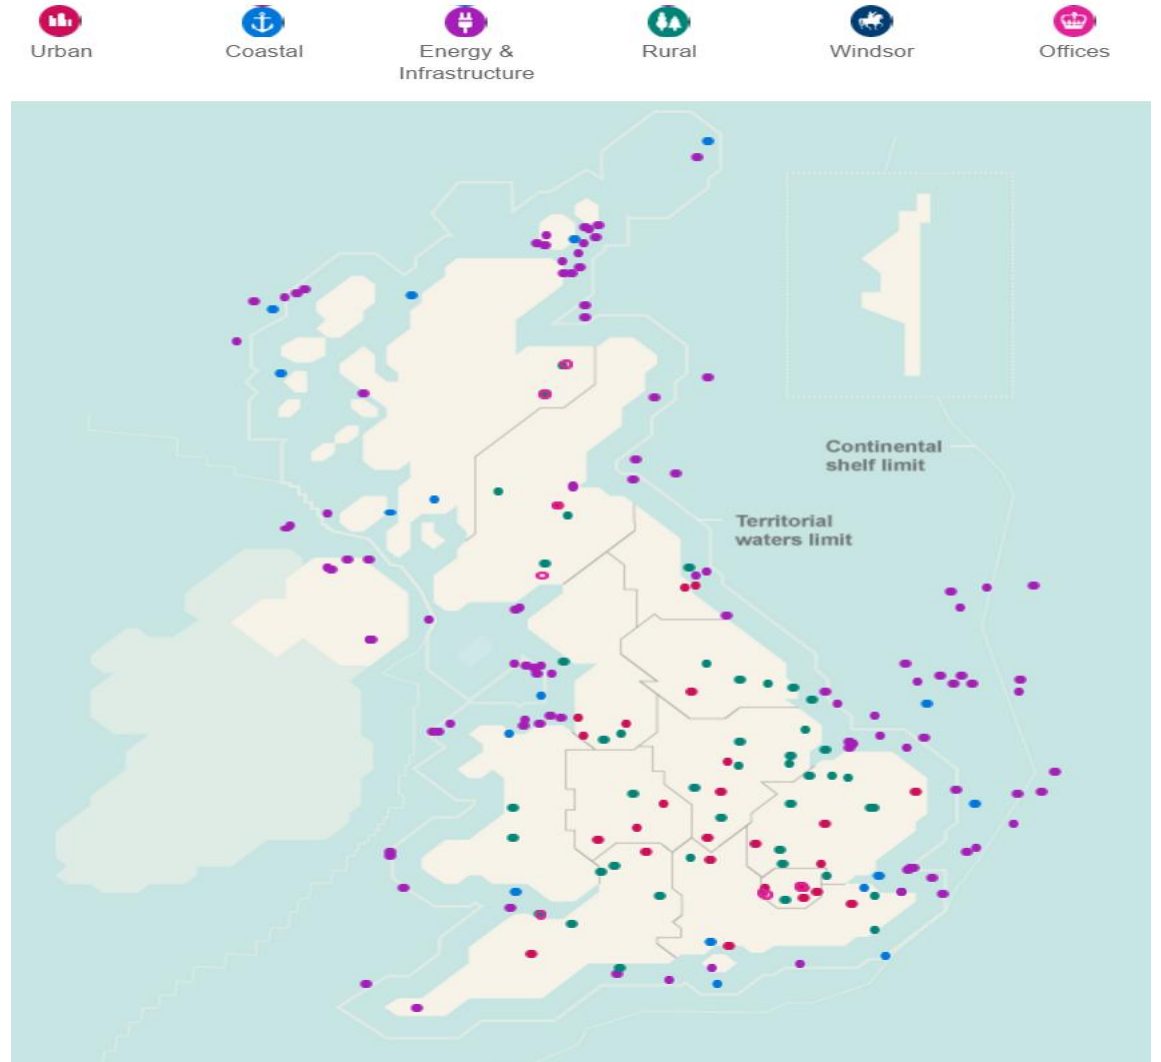 Urban
Coastal
Energy &
Infrastructure
Rural
Windsor
Offices
Continental
shelf limit
Territorial
waters limit